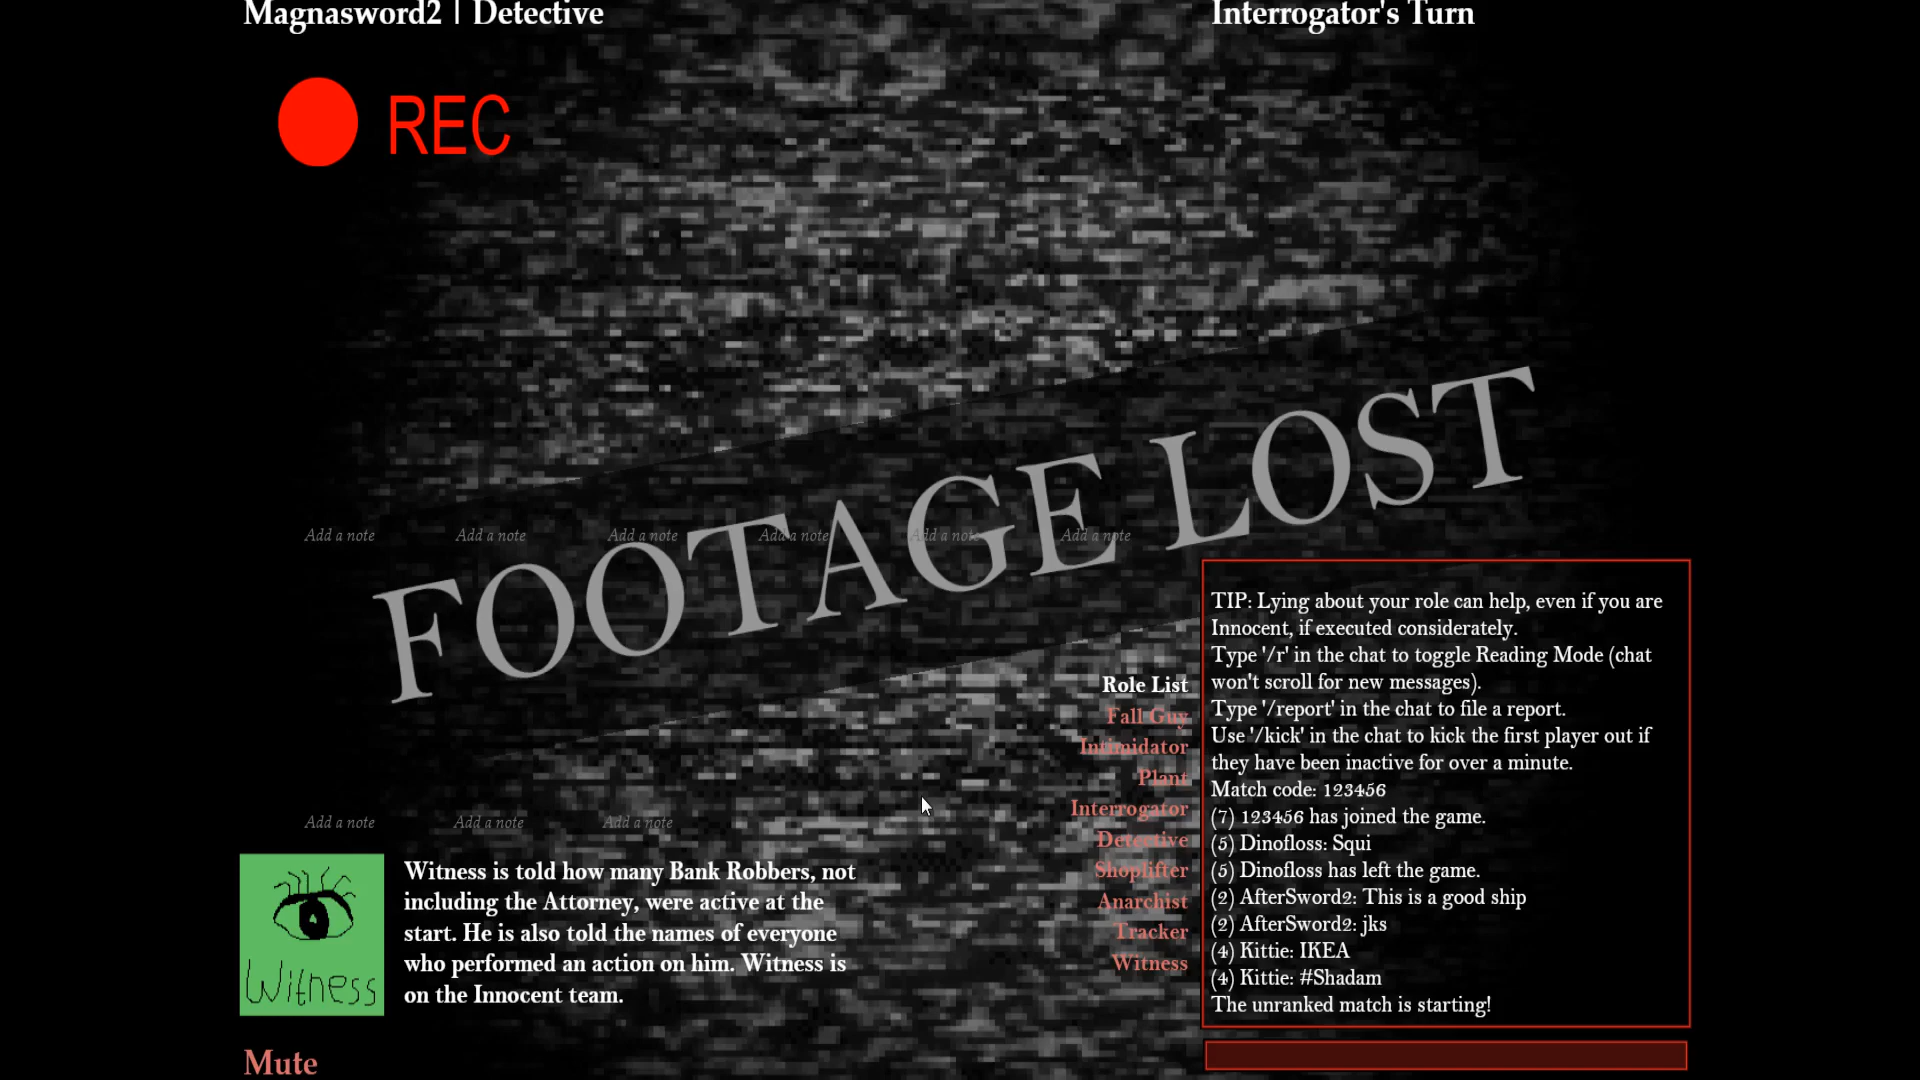 Magnasword2 | Detective
Interrogator's Turn
REC
FOOTAGE LOST
Add a note Add a note Add a note Add a note Add a note Add a note
Add a note Add a note Add a note
Witness
Witness is told how many Bank Robbers, not
including the Attorney, were active at the
start. He is also told the names of everyone
who performed an action on him. Witness is
on the Innocent team.
Mute
Role List
Fall Guy
Intimidator
Plant
Interrogator
Detective
Shoplifter
Anarchist
Tracker
Witness
TIP: Lying about your role can help, even if you are
Innocent, if executed considerately.
Type '/r' in the chat to toggle Reading Mode (chat
won't scroll for new messages).
Type '/report' in the chat to file a report.
Use '/kick' in the chat to kick the first player out if
they have been inactive for over a minute.
Match code: 123456
(7) 123456 has joined the game.
(5) Dinofloss: Squi
(5) Dinofloss has left the game.
(2) AfterSword2: This is a good ship
(2) AfterSword2: jks
(4) Kittie: IKEA
(4) Kittie: #Shadam
The unranked match is starting!